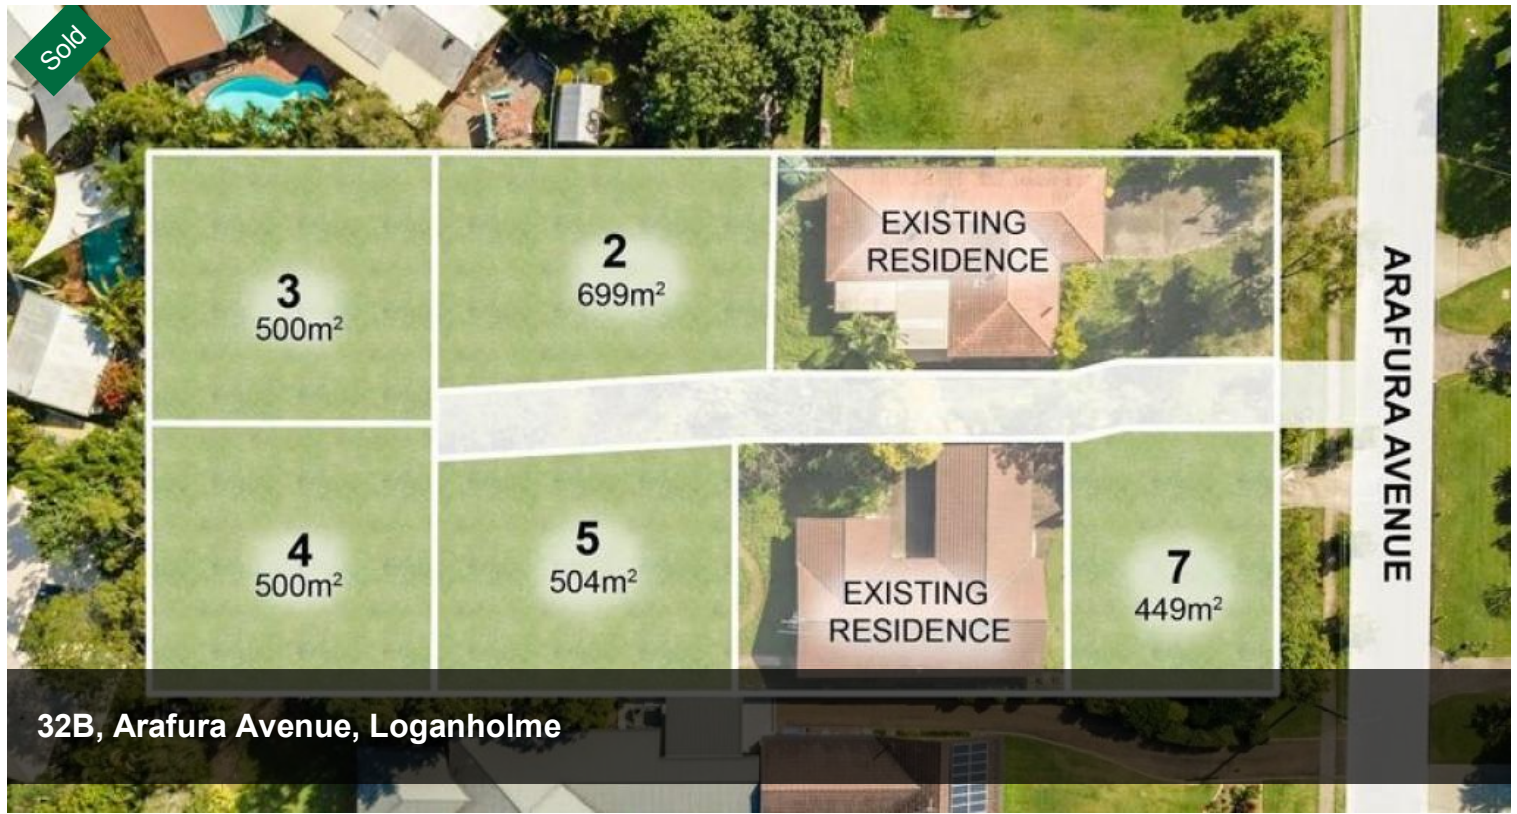 Sold
EXISTING
RESIDENCE
2
699m²
3
500m²
ARAFURA AVENUE
4
500m²
5
504m²
7
449m²
EXISTING
RESIDENCE
32B, Arafura Avenue, Loganholme